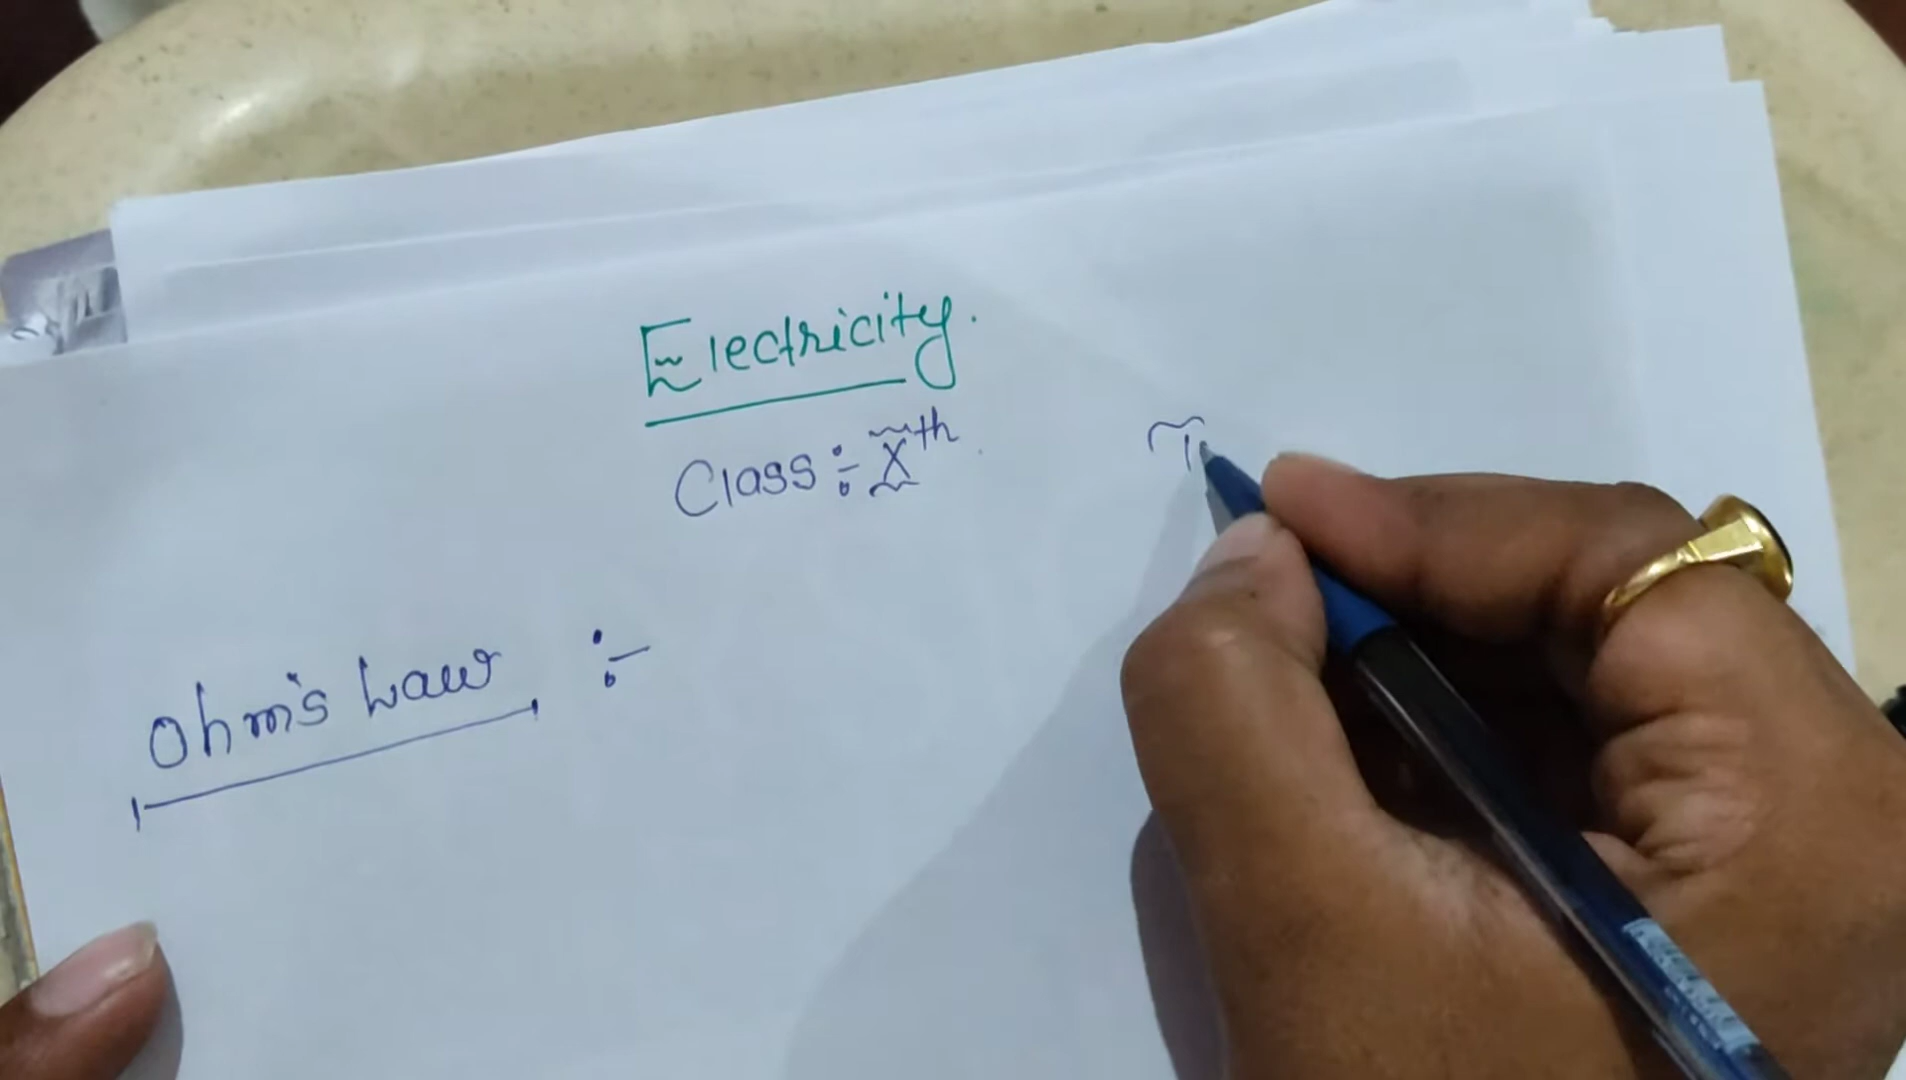 Electricity.
Class :- Xth
T
Ohm's Law :-